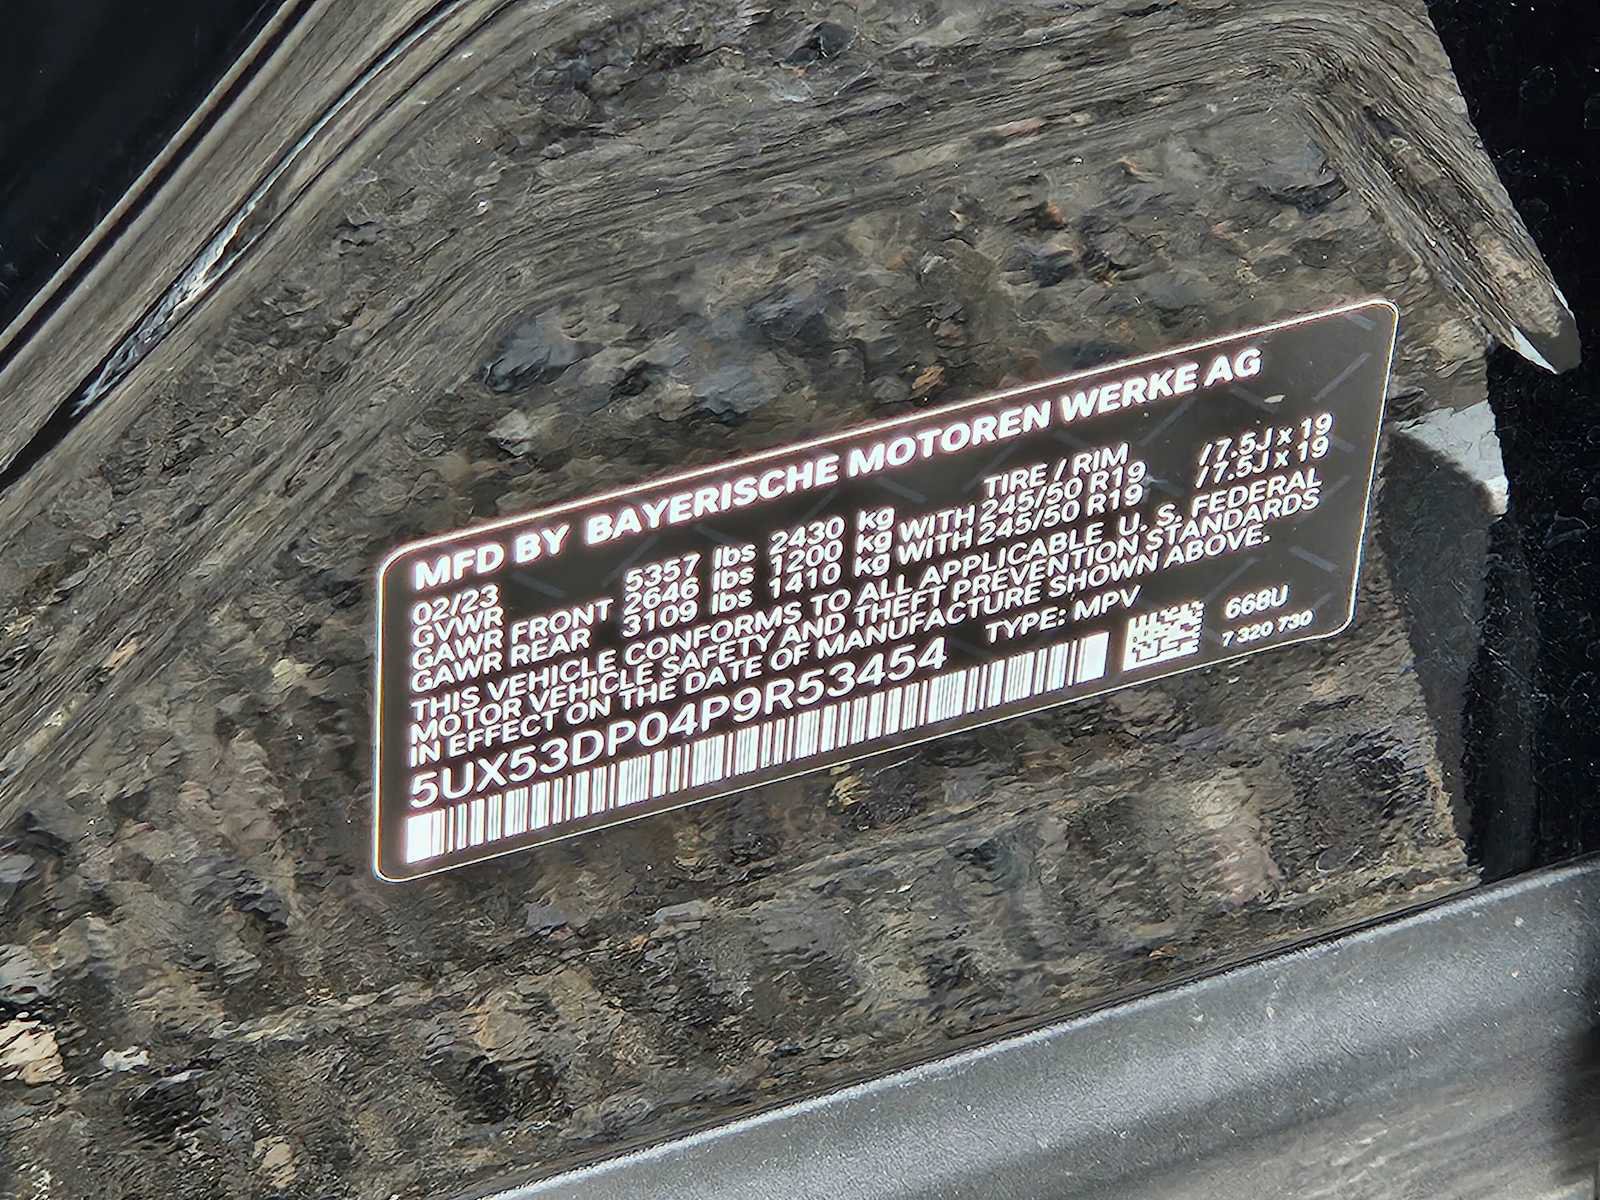 MFD BY BAYERISCHE MOTOREN WERKE AG
02/23 TIRE / RIM
GVWR 5357 lbs 2430 kg
GAWR FRONT 2646 lbs 1200 kg WITH 245/50 R19 /7.5J x 19
GAWR REAR 3109 lbs 1410 kg WITH 245/50 R19 /7.5J x 19
THIS VEHICLE CONFORMS TO ALL APPLICABLE U. S. FEDERAL
MOTOR VEHICLE SAFETY AND THEFT PREVENTION STANDARDS
IN EFFECT ON THE DATE OF MANUFACTURE SHOWN ABOVE.
5UX53DP04P9R53454 TYPE: MPV
668U
7 320 730